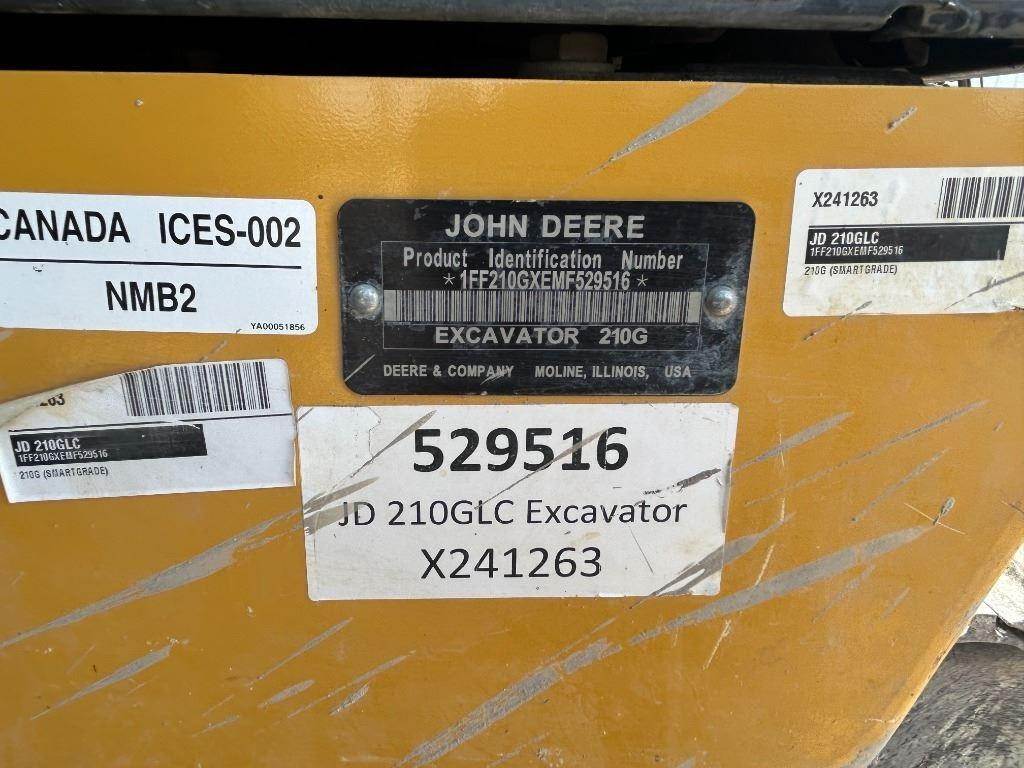 CANADA ICES-002
NMB2
YA00051856
JOHN DEERE
Product Identification Number
*1FF210GXEMF529516*
EXCAVATOR 210G
DEERE & COMPANY MOLINE, ILLINOIS, USA
X241263
JD 210GLC
1FF210GXEMF529516
210G (SMARTGRADE)
263
JD 210GLC
1FF210GXEMF529516
210G (SMARTGRADE)
529516
JD 210GLC Excavator
X241263